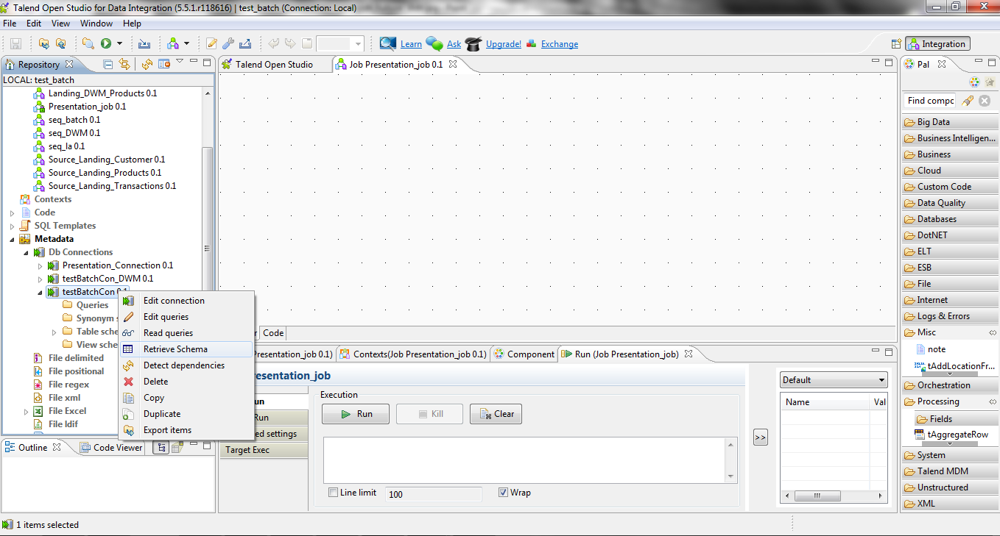 Talend Open Studio for Data Integration (5.5.1.r118616) | test_batch (Connection: Local)
File Edit View Window Help
Learn Ask Upgrade! Exchange Integration
Repository
LOCAL: test_batch
Landing_DWM_Products 0.1
Presentation_job 0.1
seq_batch 0.1
seq_DWM 0.1
seq_la 0.1
Source_Landing_Customer 0.1
Source_Landing_Products 0.1
Source_Landing_Transactions 0.1
Contexts
Code
SQL Templates
Metadata
Db Connections
Presentation_Connection 0.1
testBatchCon_DWM 0.1
testBatchCon 0.1
Queries
Synonym s
Table sche
View sche
File delimited
File positional
File regex
File xml
File Excel
File ldif
Edit connection
Edit queries
Read queries
Retrieve Schema
Detect dependencies
Delete
Copy
Duplicate
Export items
Outline Code Viewer
1 items selected
Talend Open Studio Job Presentation_job 0.1
Code
resentation_job 0.1) Contexts(Job Presentation_job 0.1) Component Run (Job Presentation_job)
esentation_job
un
Run
ed settings
Target Exec
Execution
Run Kill Clear
Line limit 100 Wrap
>>
Default
Name Val
Pal
Find compc
Big Data
Business Intelligen...
Business
Cloud
Custom Code
Data Quality
Databases
DotNET
ELT
ESB
File
Internet
Logs & Errors
Misc
note
tAddLocationFr...
Orchestration
Processing
Fields
tAggregateRow
System
Talend MDM
Unstructured
XML